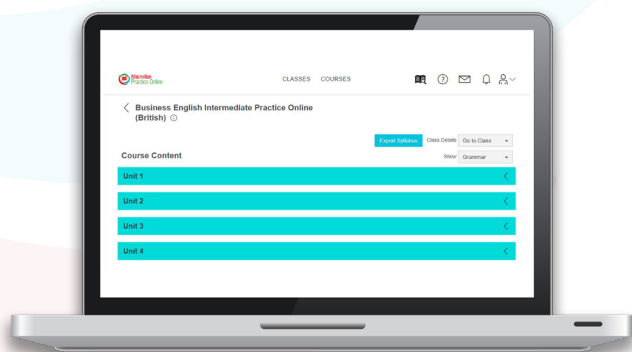 Macmillan
Practice Online
CLASSES COURSES
Business English Intermediate Practice Online
(British)
Export Syllabus Class Details Go to Class
Course Content Show Grammar
Unit 1
Unit 2
Unit 3
Unit 4